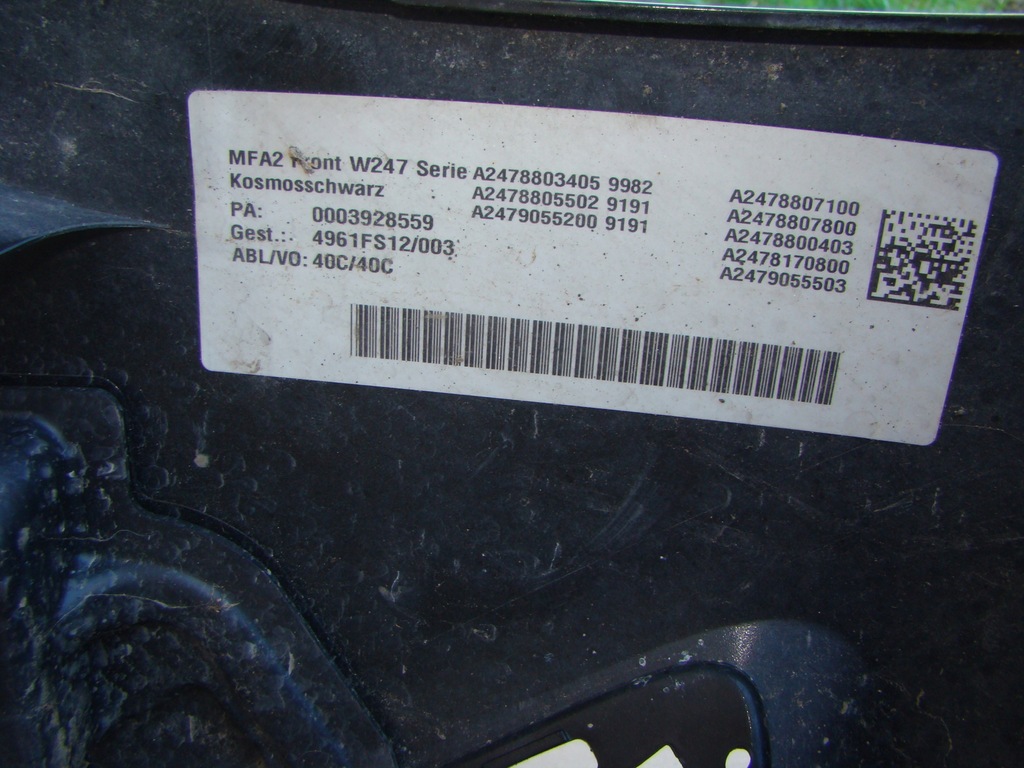 MFA2 Front W247 Serie
Kosmosschwarz
PA: 0003928559
Gest.: 4961FS12/003
ABL/VO: 40C/40C
A2478803405 9982
A2478805502 9191
A2479055200 9191
A2478807100
A2478807800
A2478800403
A2478170800
A2479055503